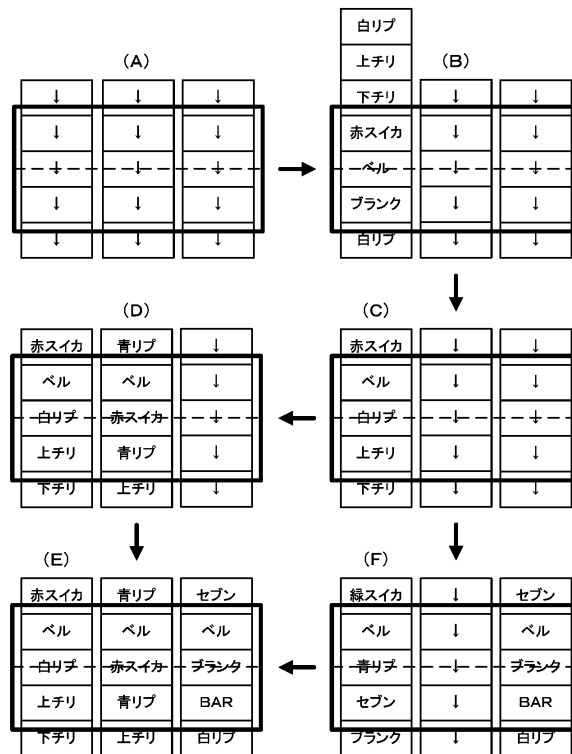 白リプ
上チリ
(A) (B)
↓ ↓ ↓ 下チリ ↓ ↓
↓ ↓ ↓ 赤スイカ ↓ ↓
↓ ↓ ↓ ベル ↓ ↓
↓ ↓ ↓ ブランク ↓ ↓
↓ ↓ ↓ 白リプ ↓ ↓
(D) (C)
赤スイカ 青リプ ↓ 赤スイカ ↓ ↓
ベル ベル ↓ ベル ↓ ↓
白リプ 赤スイカ ↓ 白リプ ↓ ↓
上チリ 青リプ ↓ 上チリ ↓ ↓
下チリ 上チリ ↓ 下チリ ↓ ↓
(E) (F)
赤スイカ 青リプ セブン 緑スイカ ↓ セブン
ベル ベル ベル ベル ↓ ベル
白リプ 赤スイカ ブランク 青リプ ↓ ブランク
上チリ 青リプ BAR セブン ↓ BAR
下チリ 上チリ 白リプ ブランク ↓ 白リプ